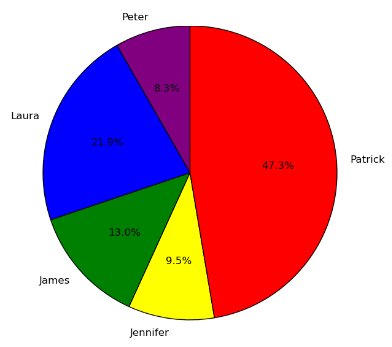 Peter
8.3%
Laura
21.9%
Patrick
47.3%
13.0%
James
9.5%
Jennifer